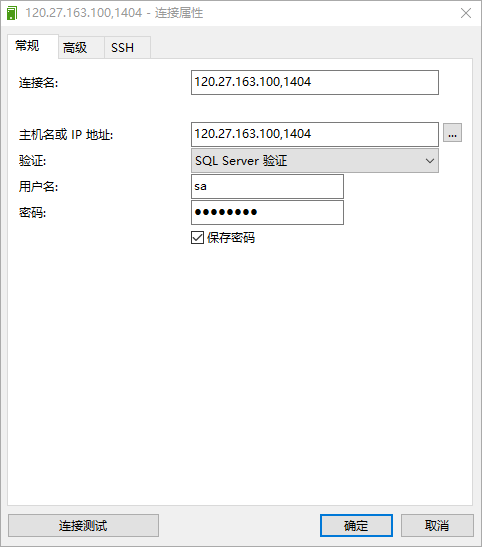 120.27.163.100,1404 - 连接属性
常规 高级 SSH
连接名: 120.27.163.100,1404
主机名或 IP 地址: 120.27.163.100,1404 ...
验证: SQL Server 验证
用户名: sa
密码: ●●●●●●●●
保存密码
连接测试 确定 取消